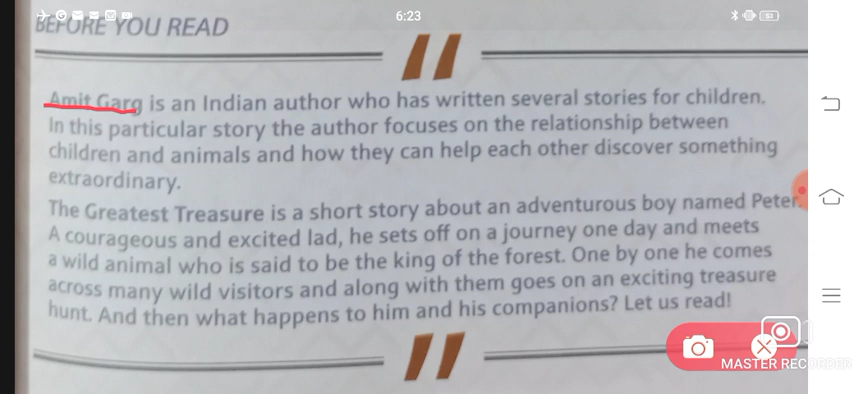 6:23
53
BEFORE YOU READ
Amit Garg is an Indian author who has written several stories for children.
In this particular story the author focuses on the relationship between
children and animals and how they can help each other discover something
extraordinary.
The Greatest Treasure is a short story about an adventurous boy named Peter.
A courageous and excited lad, he sets off on a journey one day and meets
a wild animal who is said to be the king of the forest. One by one he comes
across many wild visitors and along with them goes on an exciting treasure
hunt. And then what happens to him and his companions? Let us read!
MASTER RECORDER